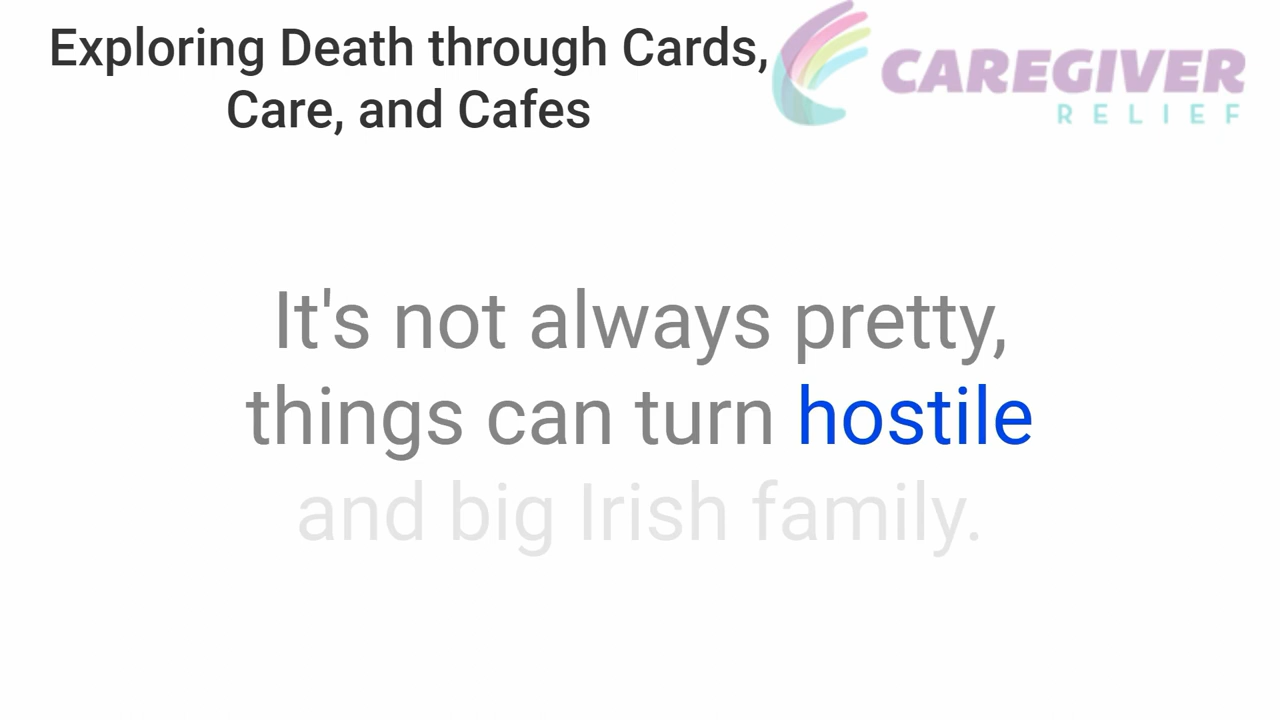 Exploring Death through Cards,
Care, and Cafes
CAREGIVER
RELIEF
It's not always pretty,
things can turn hostile
and big Irish family.